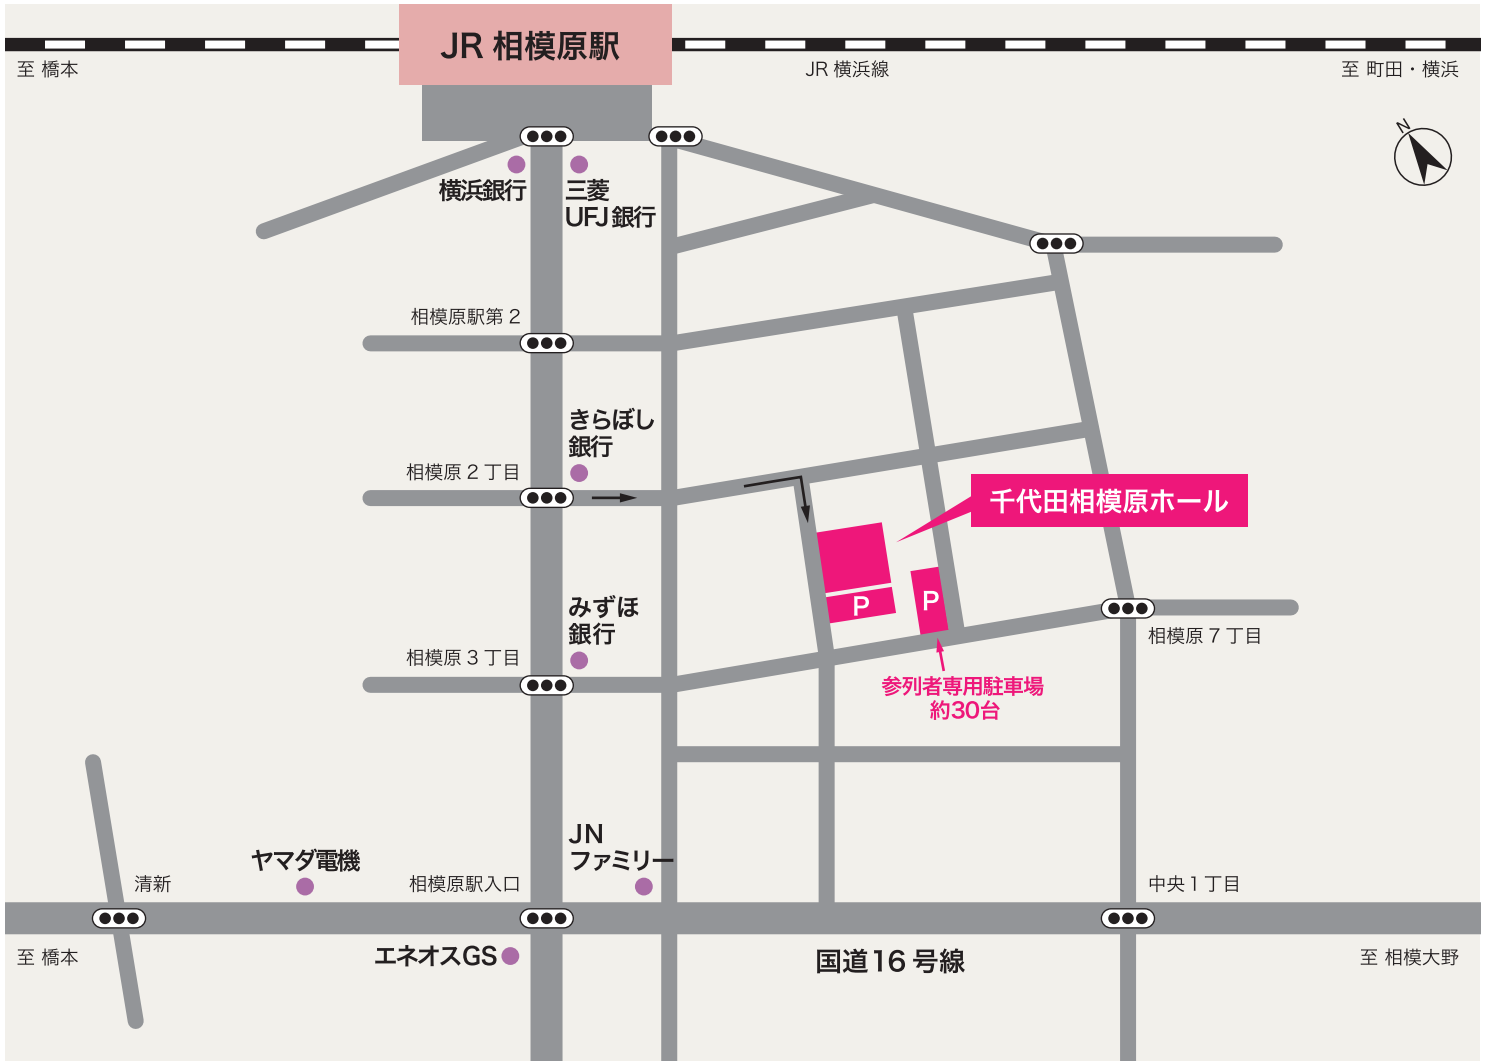 JR 相模原駅
至 橋本
JR 横浜線
至 町田・横浜
N
横浜銀行
三菱
UFJ 銀行
相模原駅第 2
きらぼし
銀行
相模原 2 丁目
千代田相模原ホール
P
P
みずほ
銀行
相模原 3 丁目
相模原 7 丁目
参列者専用駐車場
約30台
JN
ファミリー
ヤマダ電機
清新
相模原駅入口
中央 1 丁目
至 橋本
エネオスGS
国道 16 号線
至 相模大野